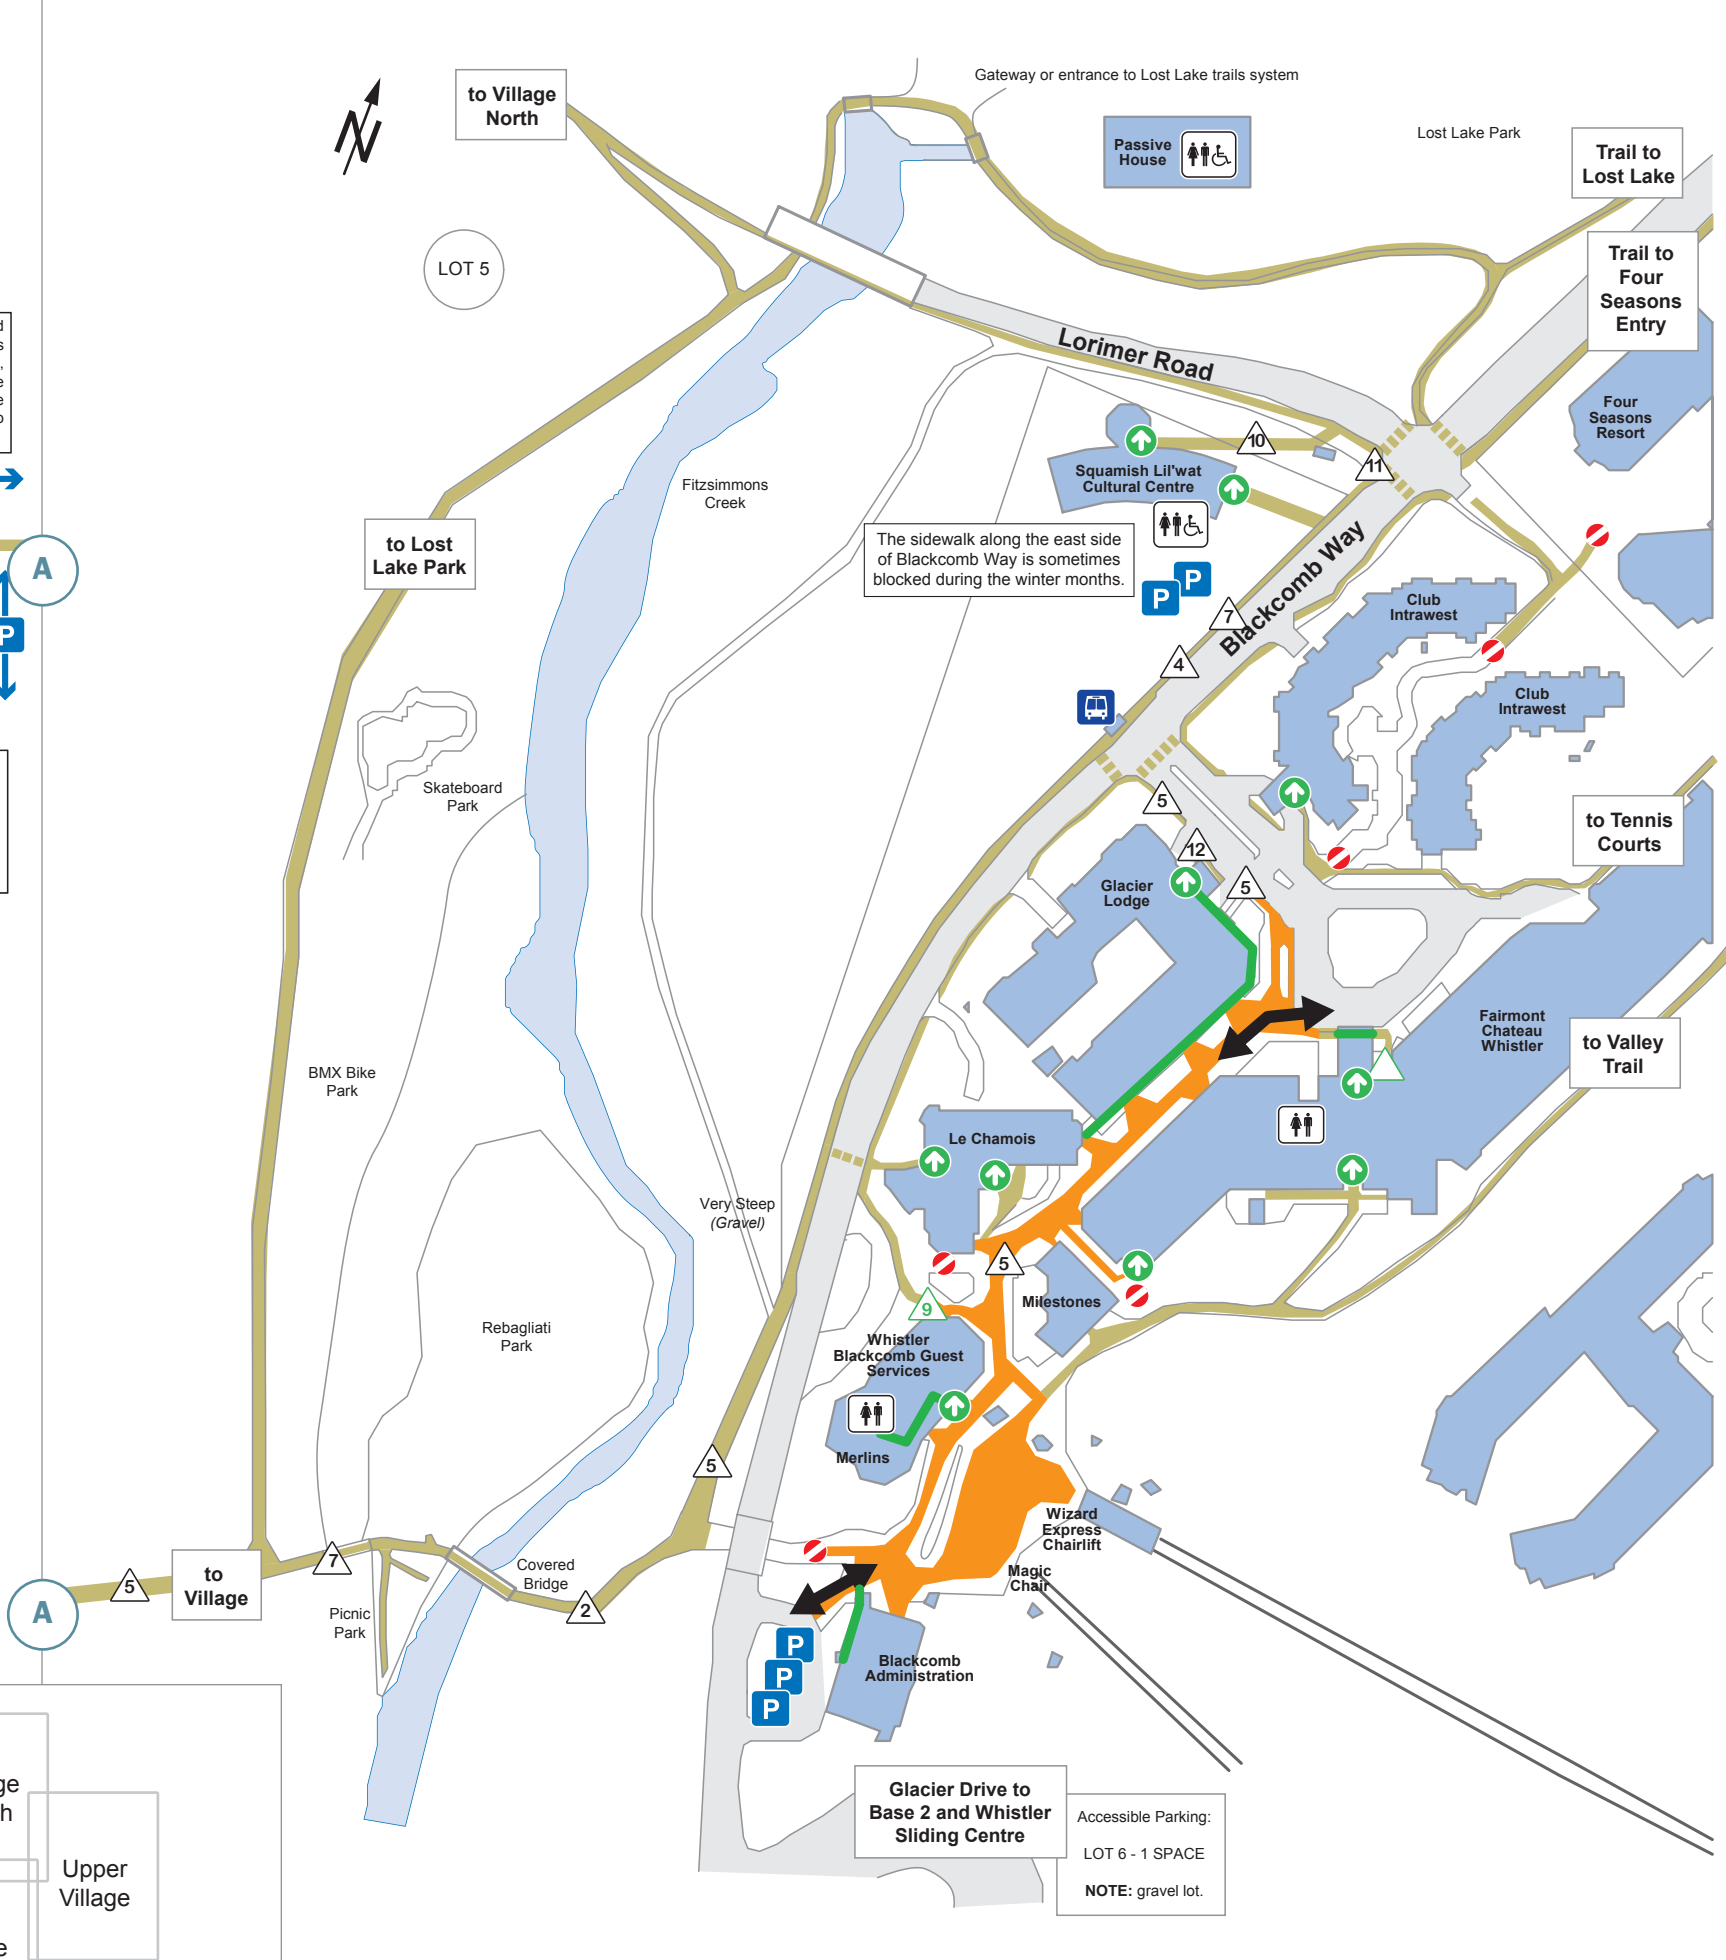 Gateway or entrance to Lost Lake trails system
to Village
North
Passive
House
Lost Lake Park
Trail to
Lost Lake
N
LOT 5
Trail to
Four
Seasons
Entry
Lorimer Road
Four
Seasons
Resort
10
11
Squamish Lil'wat
Cultural Centre
Fitzsimmons
Creek
The sidewalk along the east side
of Blackcomb Way is sometimes
blocked during the winter months.
to Lost
Lake Park
A
P
P
P
Blackcomb Way
7
4
Club
Intrawest
Club
Intrawest
Skateboard
Park
5
12
5
to Tennis
Courts
Glacier
Lodge
Fairmont
Chateau
Whistler
to Valley
Trail
BMX Bike
Park
Le Chamois
Very Steep
(Gravel)
5
9
Milestones
Rebagliati
Park
Whistler
Blackcomb Guest
Services
Merlins
5
Wizard
Express
Chairlift
Magic
Chair
7
Covered
Bridge
5
to
Village
A
2
Picnic
Park
P
P
P
Blackcomb
Administration
Glacier Drive to
Base 2 and Whistler
Sliding Centre
Accessible Parking:
LOT 6 - 1 SPACE
NOTE: gravel lot.
Upper
Village